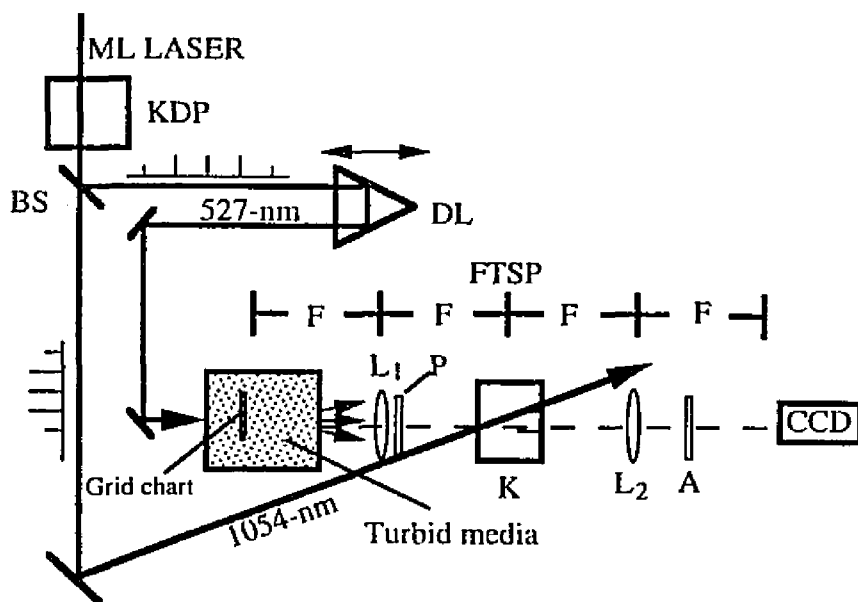 ML LASER
KDP
BS
527-nm
DL
FTSP
F F F F
L1 P
CCD
Grid chart
K
L2 A
1054-nm
Turbid media